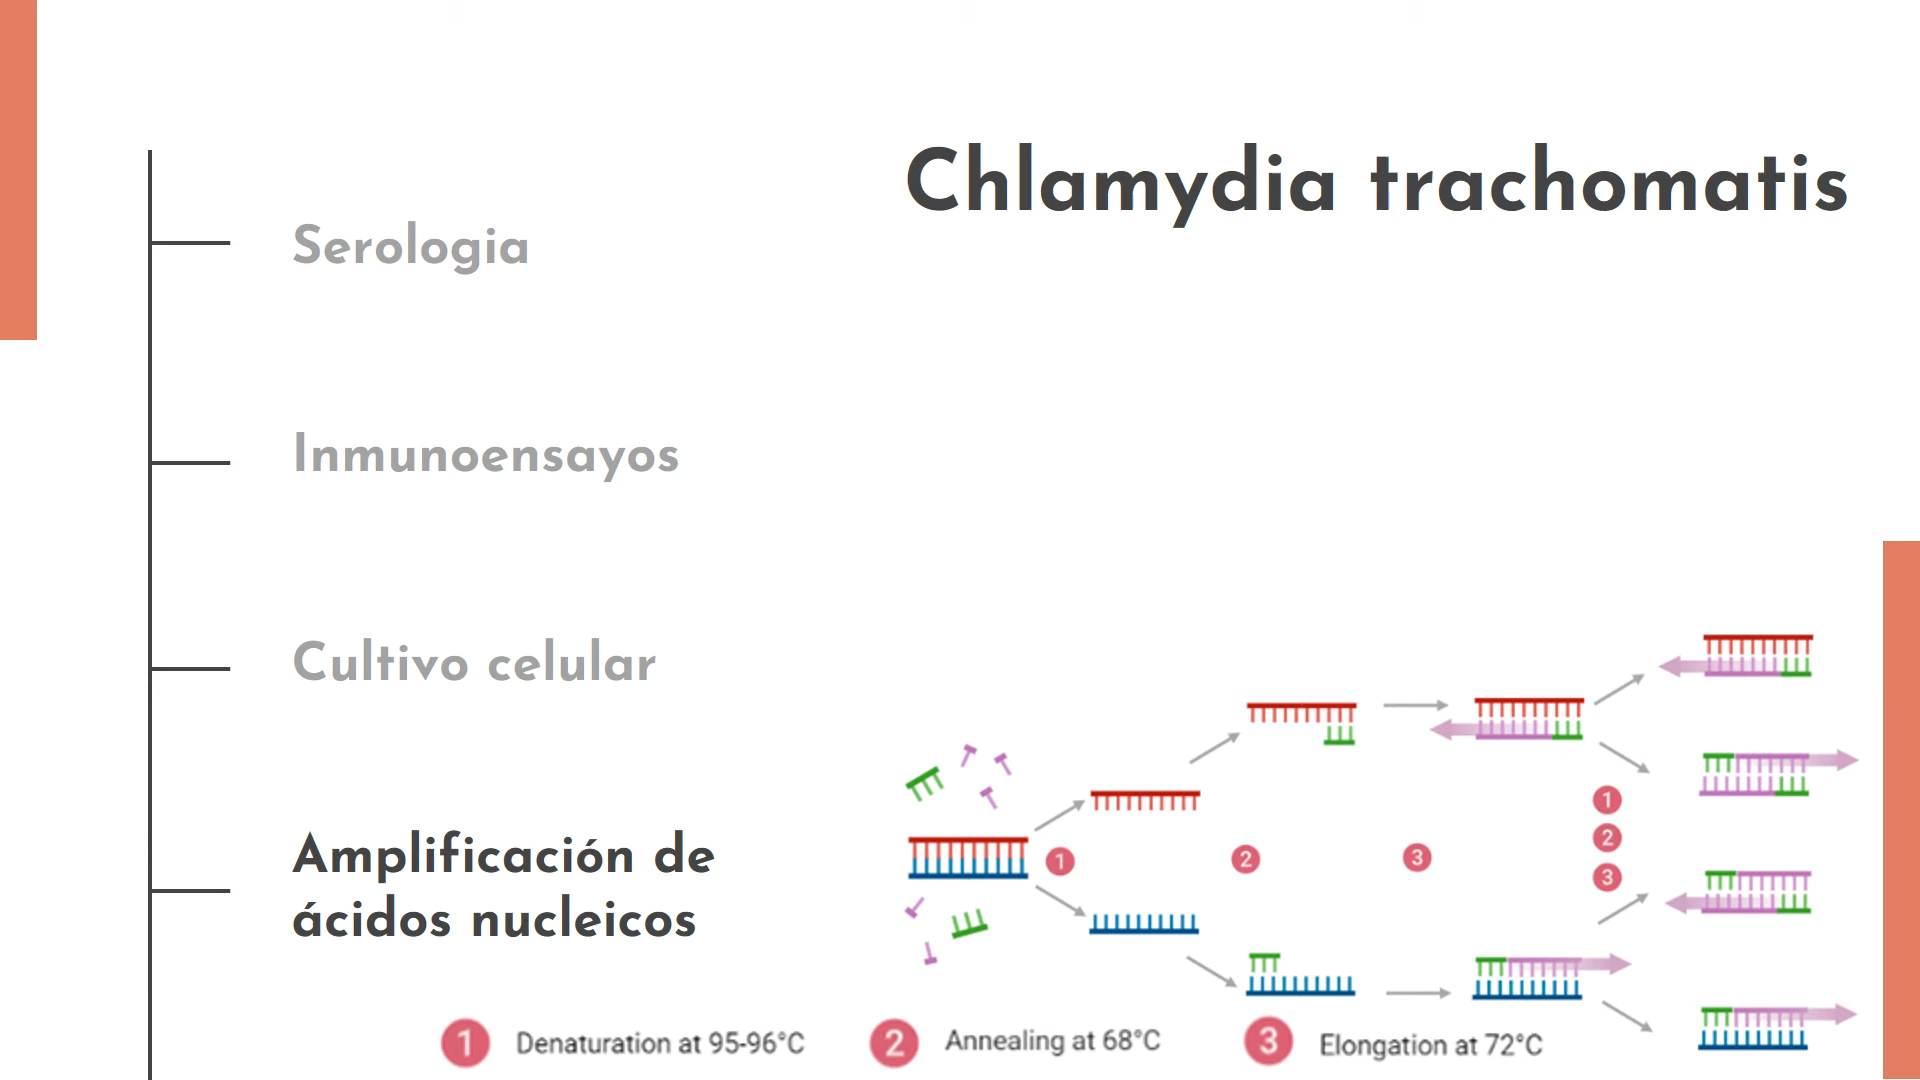 Chlamydia trachomatis
Serologia
Inmunoensayos
Cultivo celular
Amplificación de
ácidos nucleicos
1
2
3
1
2
3
1 Denaturation at 95-96°C
2 Annealing at 68°C
3 Elongation at 72°C